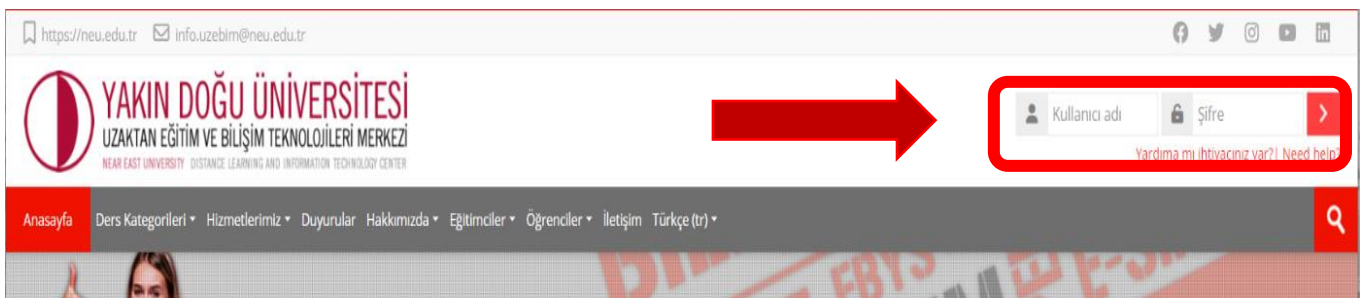 https://neu.edu.tr info.uzebim@neu.edu.tr
YAKIN DOĞU ÜNİVERSİTESİ
UZAKTAN EĞİTİM VE BİLİŞİM TEKNOLOJİLERİ MERKEZİ
NEAR EAST UNIVERSITY DISTANCE LEARNING AND INFORMATION TECHNOLOGY CENTER
Kullanıcı adı Şifre
Yardıma mı ihtiyacınız var?| Need help?
Anasayfa Ders Kategorileri Hizmetlerimiz Duyurular Hakkımızda Eğitimciler Öğrenciler İletişim Türkçe (tr)
EBYS